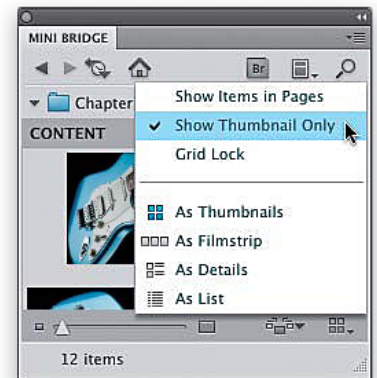 MINI BRIDGE
Br
Chapter
Show Items in Pages
CONTENT
Show Thumbnail Only
Grid Lock
As Thumbnails
As Filmstrip
As Details
As List
12 items